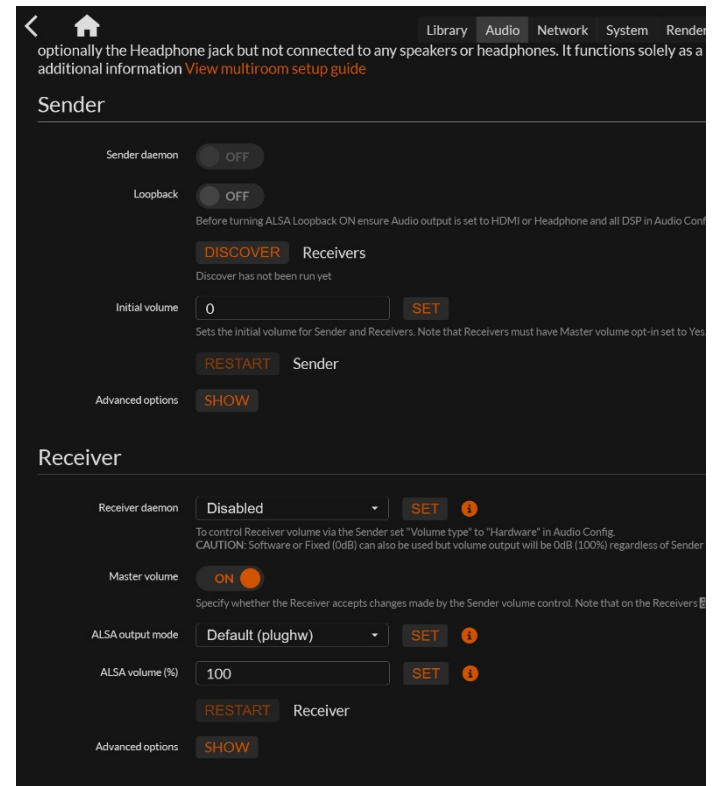 Library Audio Network System Render
optionally the Headphone jack but not connected to any speakers or headphones. It functions solely as a
additional information View multiroom setup guide
Sender
Sender daemon OFF
Loopback OFF
Before turning ALSA Loopback ON ensure Audio output is set to HDMI or Headphone and all DSP in Audio Conf
DISCOVER Receivers
Discover has not been run yet
Initial volume 0 SET
Sets the initial volume for Sender and Receivers. Note that Receivers must have Master volume opt-in set to Yes.
RESTART Sender
Advanced options SHOW
Receiver
Receiver daemon Disabled SET
To control Receiver volume via the Sender set "Volume type" to "Hardware" in Audio Config.
CAUTION: Software or Fixed (0dB) can also be used but volume output will be 0dB (100%) regardless of Sender
Master volume ON
Specify whether the Receiver accepts changes made by the Sender volume control. Note that on the Receivers
ALSA output mode Default (plughw) SET
ALSA volume (%) 100 SET
RESTART Receiver
Advanced options SHOW